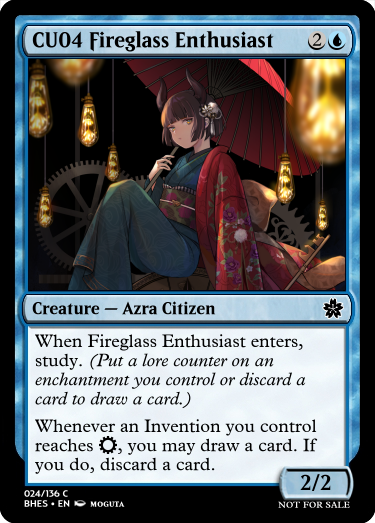 CU04 Fireglass Enthusiast 2
Creature — Azra Citizen
When Fireglass Enthusiast enters,
study. (Put a lore counter on an
enchantment you control or discard a
card to draw a card.)
Whenever an Invention you control
reaches , you may draw a card. If
you do, discard a card.
2/2
024/136 C
BHES • EN MOGUTA
NOT FOR SALE